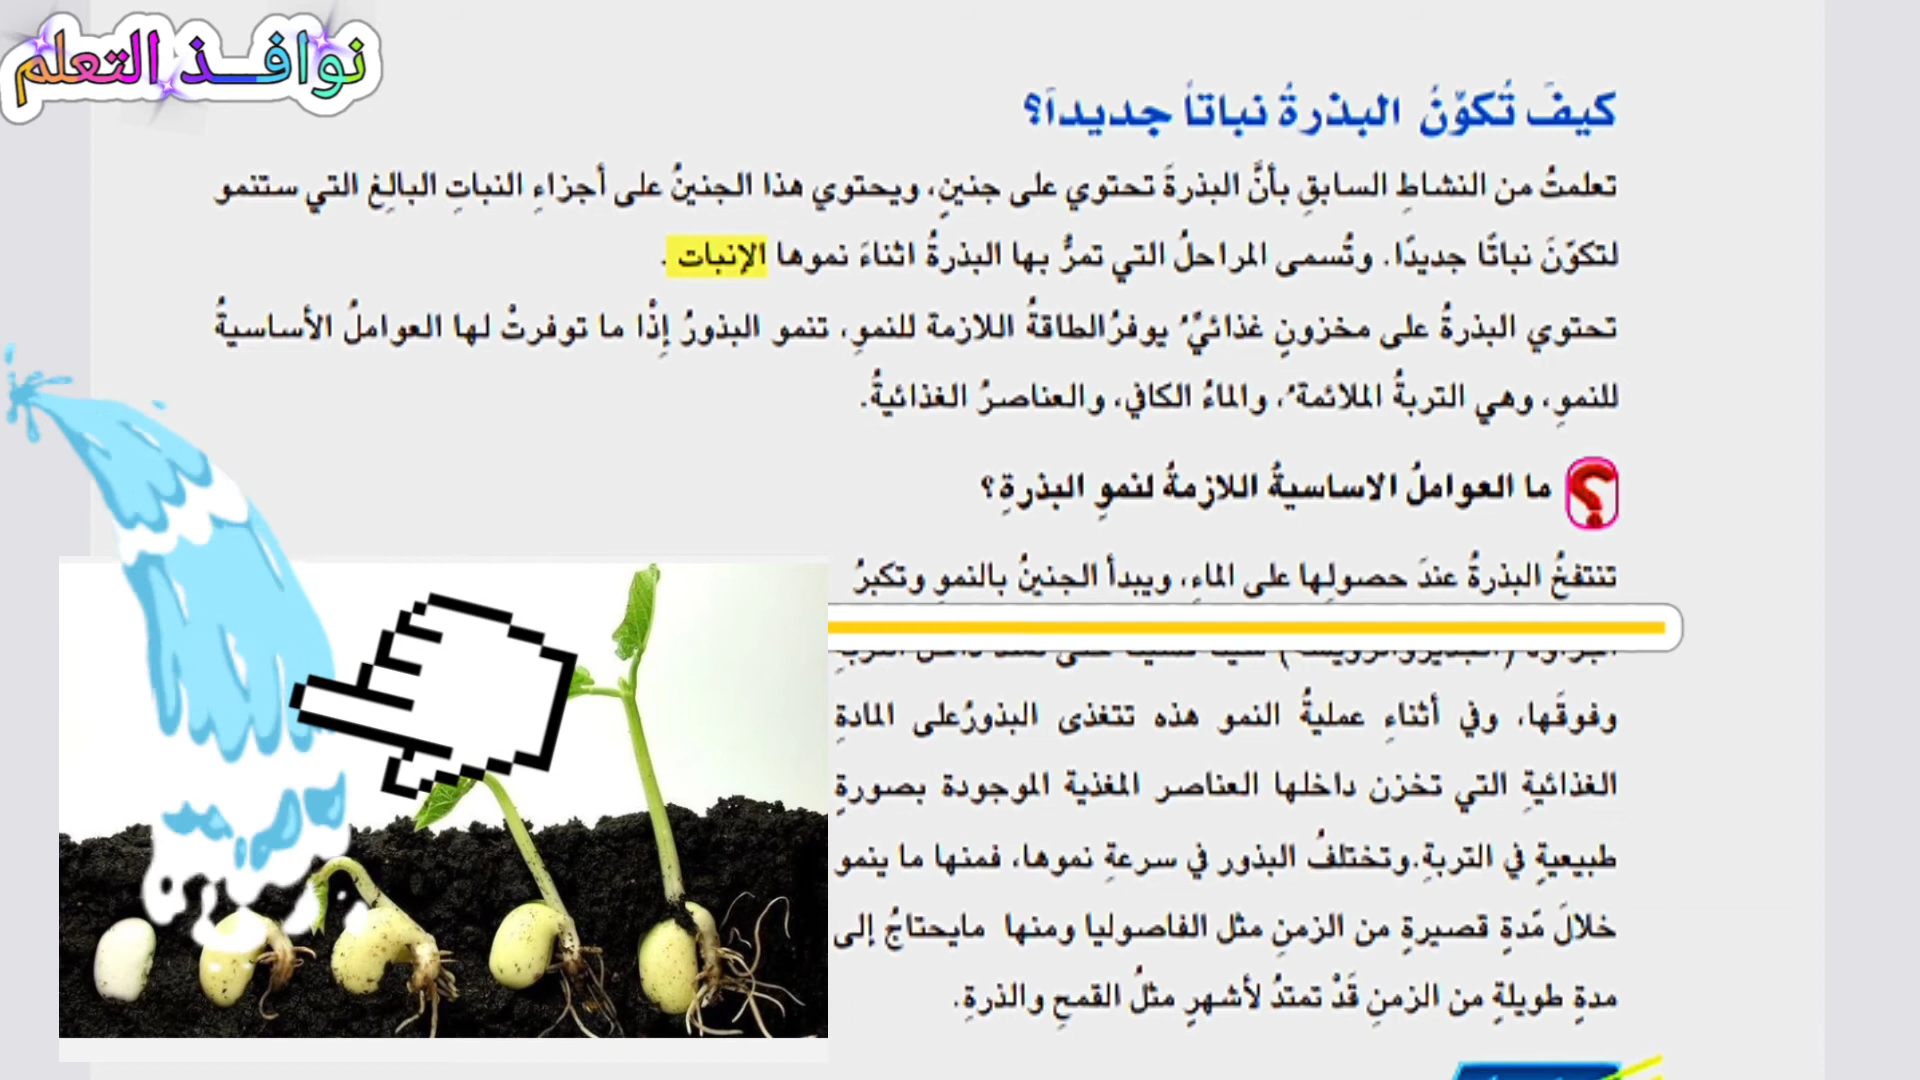 نوافـذ التعلم
كيفَ تُكوّنُ البذرةُ نباتاً جديداً؟
تعلمتُ من النشاطِ السابقِ بأنَّ البذرةَ تحتوي على جنينٍ، ويحتوي هذا الجنينُ على أجزاءِ النباتِ البالغِ التي ستنمو
لتكوّنَ نباتًا جديدًا. وتُسمى المراحلُ التي تمرُّ بها البذرةُ اثناءَ نموها الإنبات .
تحتوي البذرةُ على مخزونٍ غذائيٍّ يوفرُالطاقةُ اللازمة للنموِ، تنمو البذورُ إِذْا ما توفرتْ لها العواملُ الأساسيةُ
للنموِ، وهي التربةُ الملائمةُ، والماءُ الكافي، والعناصرُ الغذائيةُ.
ما العواملُ الاساسيةُ اللازمةُ لنموِ البذرةِ؟
تنتفخُ البذرةُ عندَ حصولِها على الماءِ، ويبدأ الجنينُ بالنموِ وتكبرُ
وفوقَها، وفي أثناءِ عمليةُ النمو هذه تتغذى البذورُعلى المادةِ
الغذائيةِ التي تخزن داخلها العناصر المغذية الموجودة بصورةٍ
طبيعيةٍ في التربةِ.وتختلفُ البذور في سرعةِ نموها، فمنها ما ينمو
خلالَ مّدةٍ قصيرةٍ من الزمنِ مثل الفاصوليا ومنها مايحتاجُ إلى
مدةٍ طويلةٍ من الزمنِ قَدْ تمتدُ لأشهرٍ مثلُ القمحِ والذرةِ.